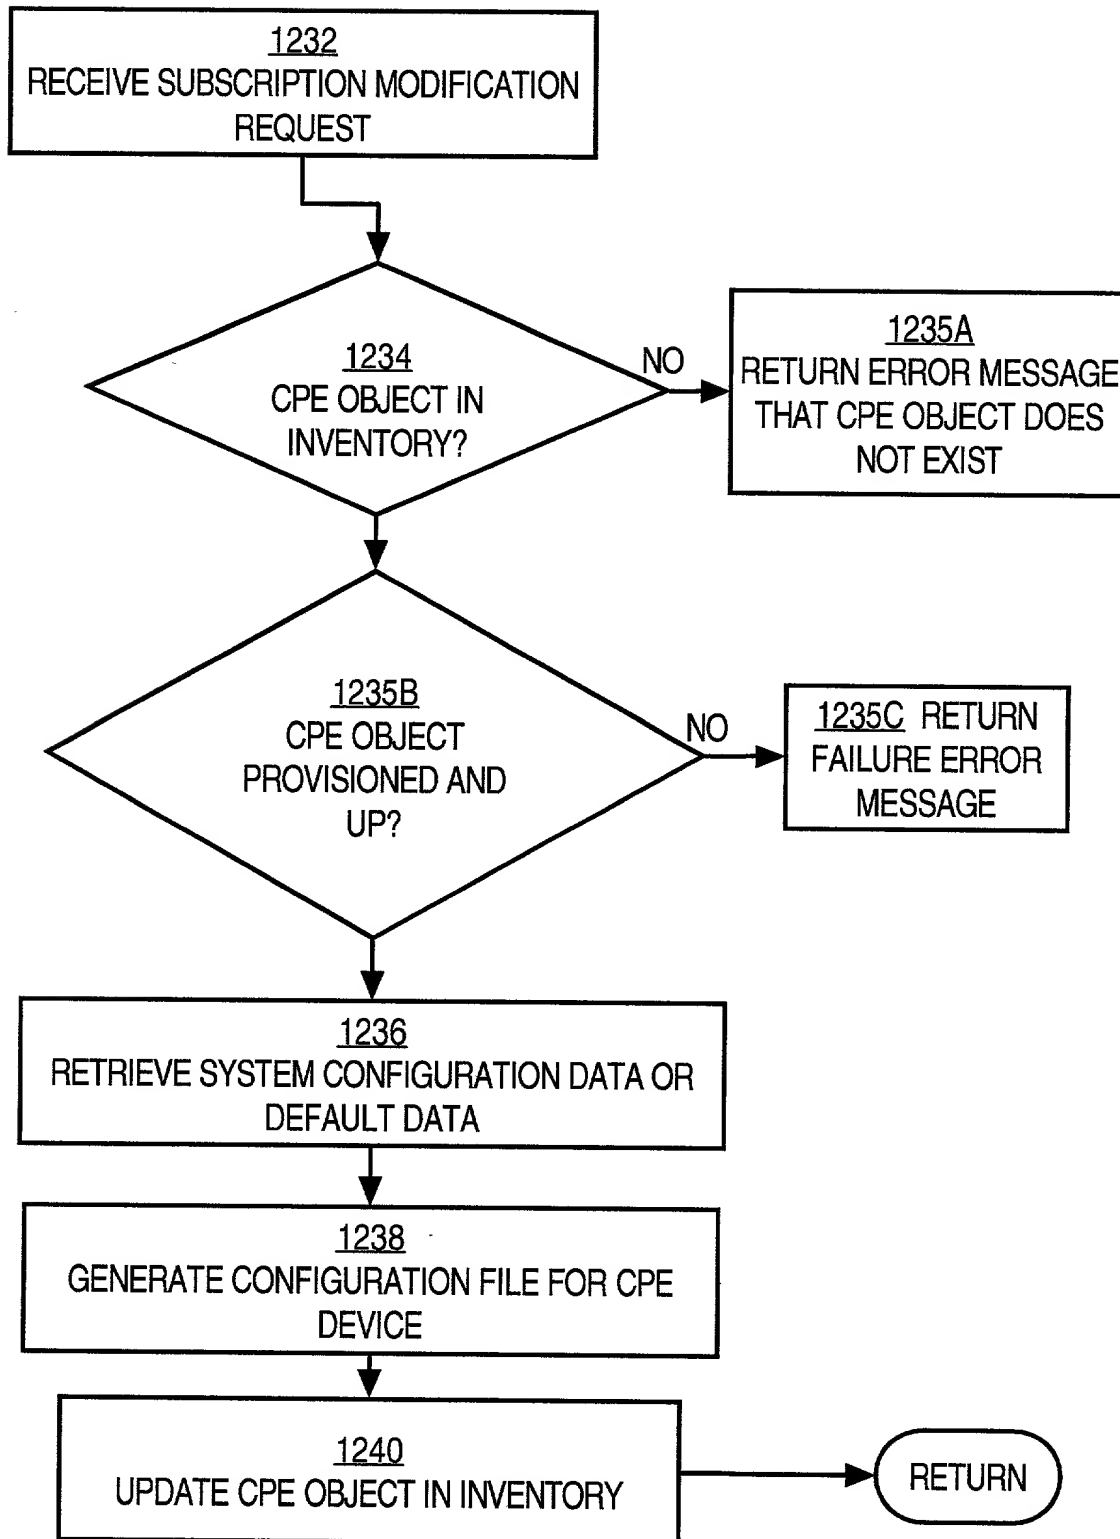 1232
RECEIVE SUBSCRIPTION MODIFICATION
REQUEST
1234
CPE OBJECT IN
INVENTORY?
NO
1235A
RETURN ERROR MESSAGE
THAT CPE OBJECT DOES
NOT EXIST
1235B
CPE OBJECT
PROVISIONED AND
UP?
NO
1235C RETURN
FAILURE ERROR
MESSAGE
1236
RETRIEVE SYSTEM CONFIGURATION DATA OR
DEFAULT DATA
1238
GENERATE CONFIGURATION FILE FOR CPE
DEVICE
1240
UPDATE CPE OBJECT IN INVENTORY
RETURN